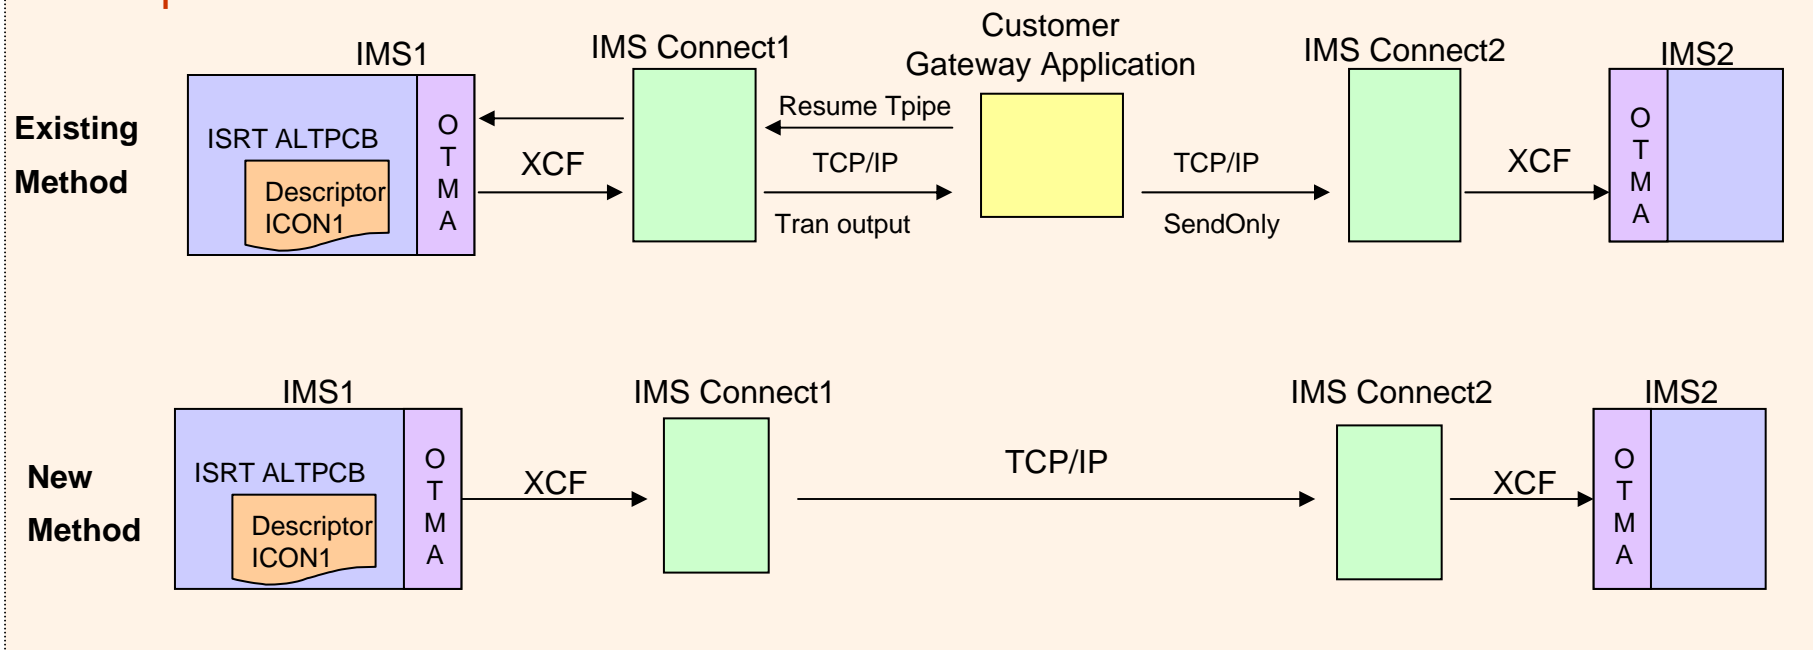 Customer
Gateway Application
IMS1
IMS Connect1
IMS Connect2
IMS2
Existing
Method
ISRT ALTPCB
Descriptor
ICON1
O
T
M
A
XCF
Resume Tpipe
TCP/IP
Tran output
TCP/IP
SendOnly
XCF
O
T
M
A
IMS1
IMS Connect1
IMS Connect2
IMS2
New
Method
ISRT ALTPCB
Descriptor
ICON1
O
T
M
A
XCF
TCP/IP
XCF
O
T
M
A